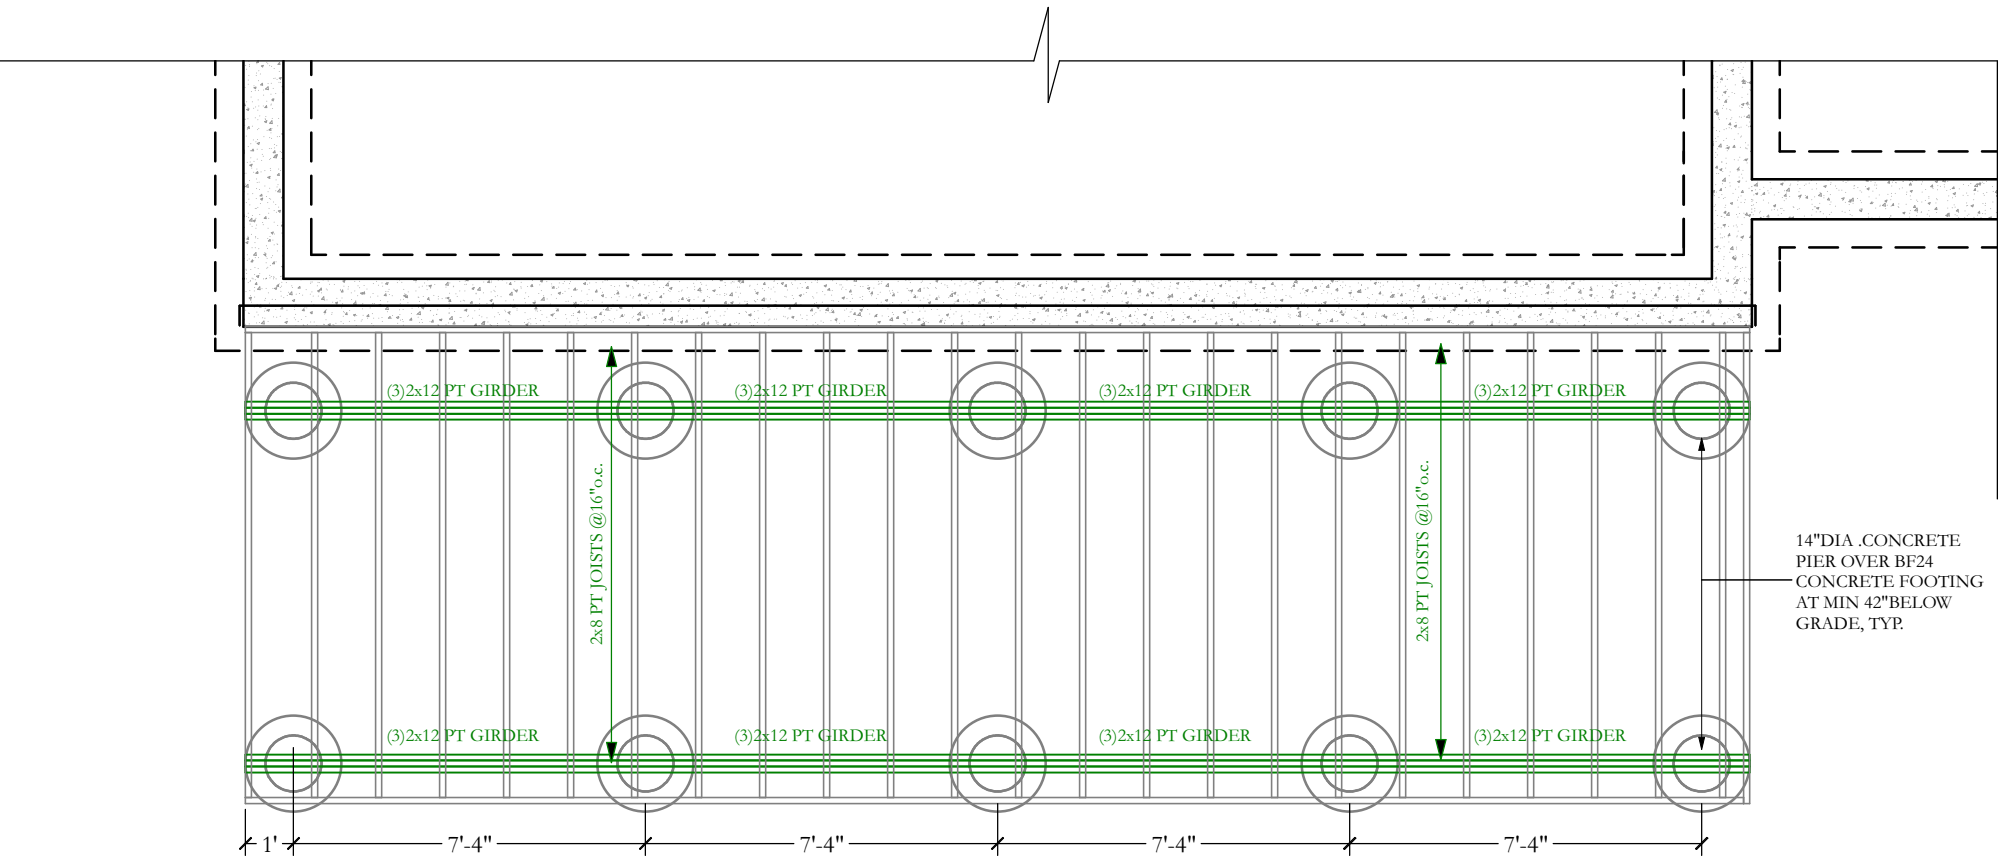 (3)2x12 PT GIRDER
(3)2x12 PT GIRDER
(3)2x12 PT GIRDER
(3)2x12 PT GIRDER
2x8 PT JOISTS @16"o.c.
2x8 PT JOISTS @16"o.c.
14"DIA .CONCRETE
PIER OVER BF24
CONCRETE FOOTING
AT MIN 42"BELOW
GRADE, TYP.
(3)2x12 PT GIRDER
(3)2x12 PT GIRDER
(3)2x12 PT GIRDER
(3)2x12 PT GIRDER
1'
7'-4"
7'-4"
7'-4"
7'-4"